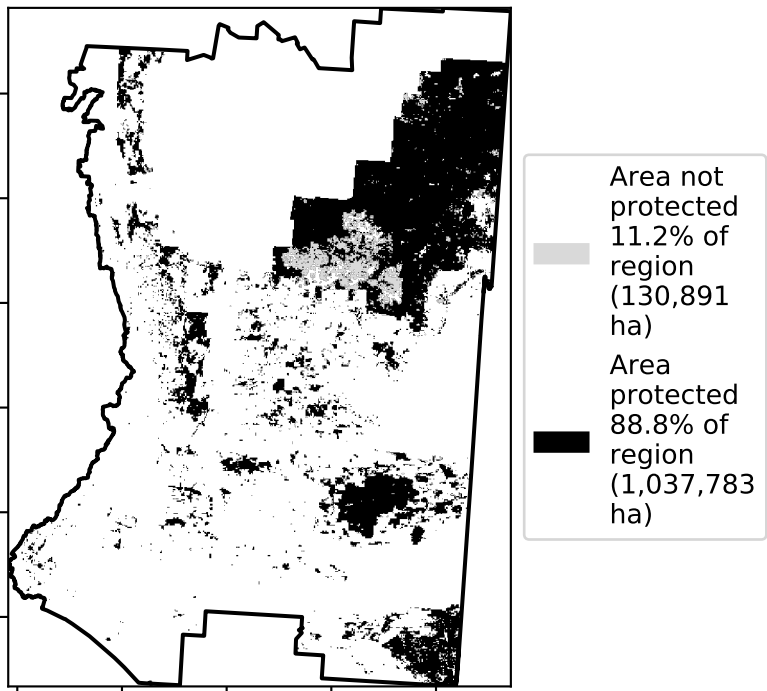 Area not
protected
11.2% of
region
(130,891
ha)
Area
protected
88.8% of
region
(1,037,783
ha)